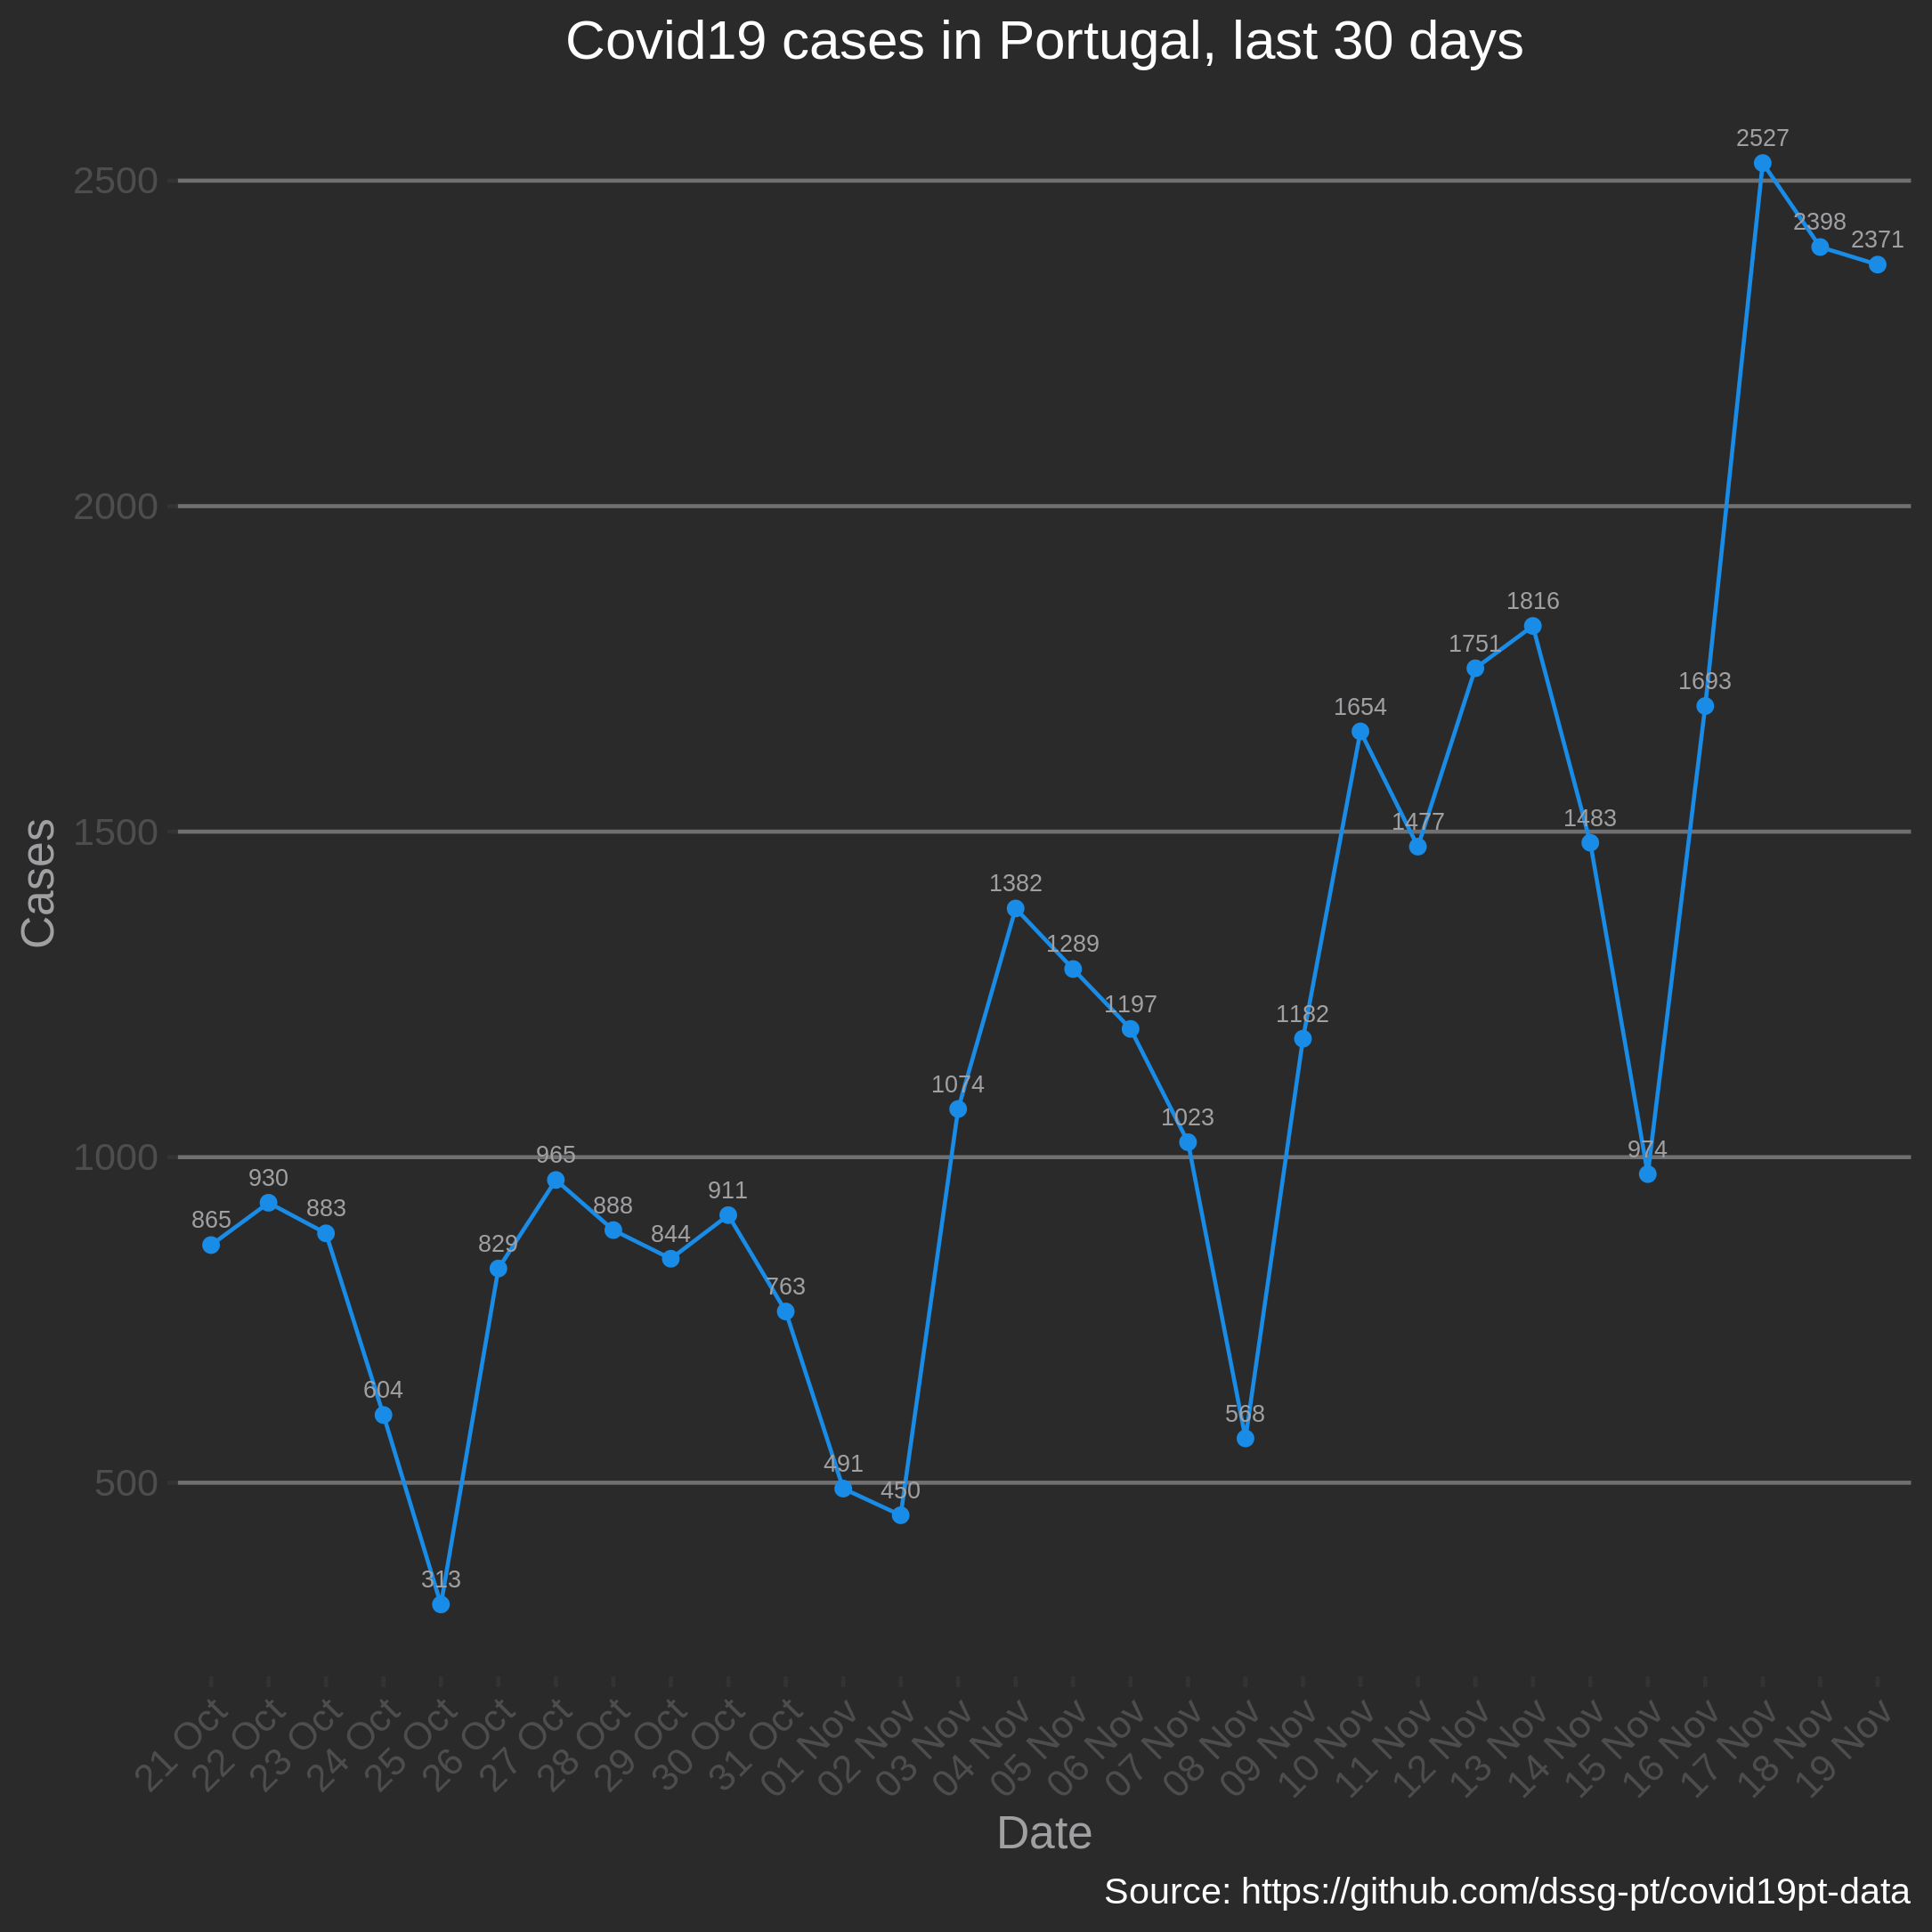 Covid19 cases in Portugal, last 30 days
2527
2500
2398
2371
2000
1816
1751
1693
1654
1500
1483
1477
1382
1289
1197
1182
1074
1023
1000
974
965
930
911
888
883
865
844
829
763
604
568
500
491
450
313
Cases
21 Oct
22 Oct
23 Oct
24 Oct
25 Oct
26 Oct
27 Oct
28 Oct
29 Oct
30 Oct
31 Oct
01 Nov
02 Nov
03 Nov
04 Nov
05 Nov
06 Nov
07 Nov
08 Nov
09 Nov
10 Nov
11 Nov
12 Nov
13 Nov
14 Nov
15 Nov
16 Nov
17 Nov
18 Nov
19 Nov
Date
Source: https://github.com/dssg-pt/covid19pt-data